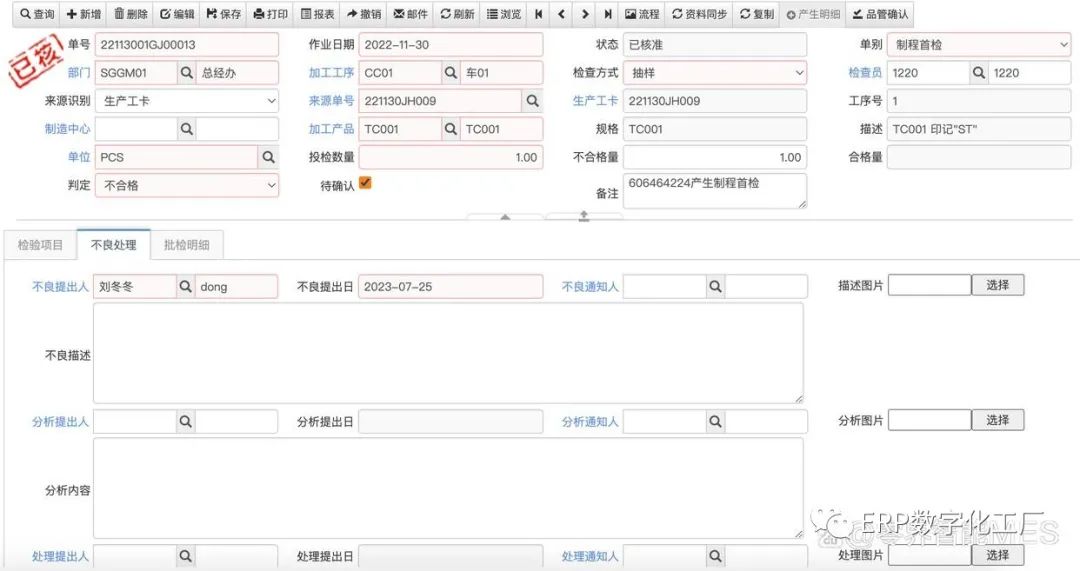 查询 新增 删除 编辑 保存 打印 报表 撤销 邮件 刷新 浏览 流程 资料同步 复制 产生明细 品管确认
已核
单号 22113001GJ00013 作业日期 2022-11-30 状态 已核准 单别 制程首检
部门 SGGM01 总经办 加工工序 CC01 车01 检查方式 抽样 检查员 1220 1220
来源识别 生产工卡 来源单号 221130JH009 生产工卡 221130JH009 工序号 1
制造中心 加工产品 TC001 TC001 规格 TC001 描述 TC001 印记"ST"
单位 PCS 投检数量 1.00 不合格量 1.00 合格量
判定 不合格 待确认 备注 606464224产生制程首检
检验项目 不良处理 批检明细
不良提出人 刘冬冬 dong 不良提出日 2023-07-25 不良通知人 描述图片 选择
不良描述
分析提出人 分析提出日 分析通知人 分析图片 选择
分析内容
ERP数字化工厂
处理提出人 处理提出日 处理通知人 处理图片 选择